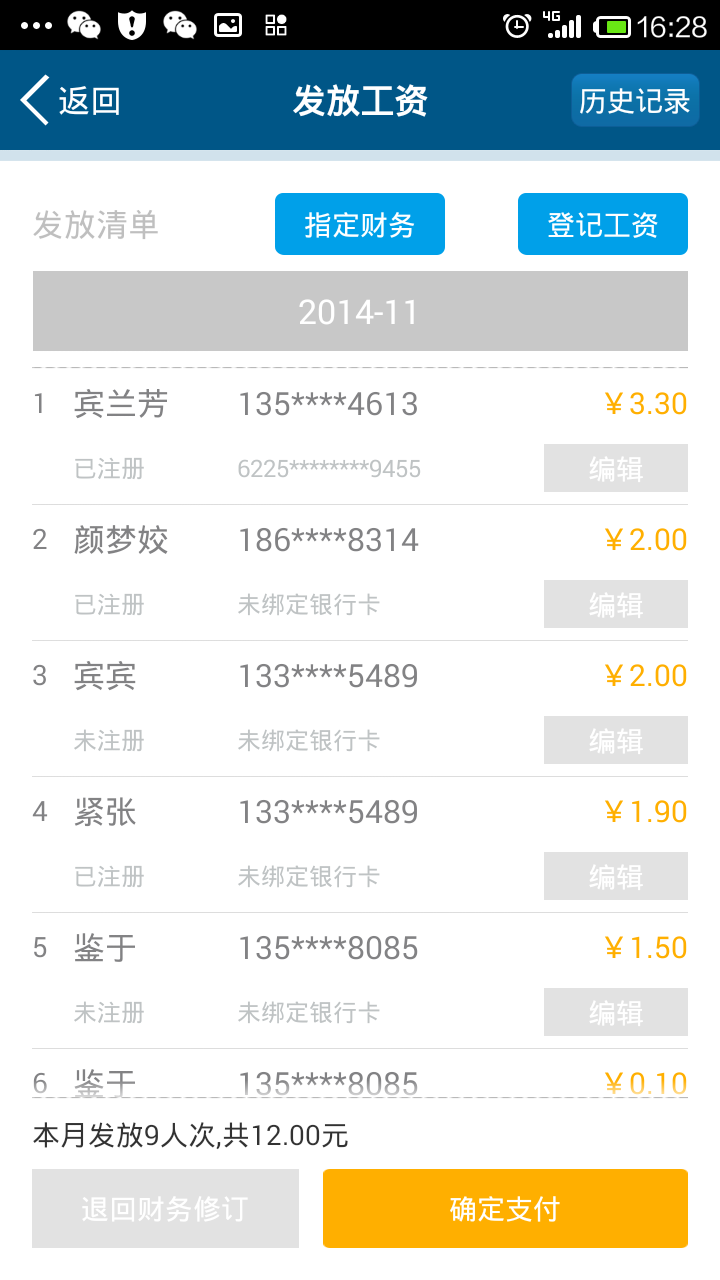 4G 16:28
返回 发放工资 历史记录
发放清单 指定财务 登记工资
2014-11
1 宾兰芳 135****4613 ￥3.30
已注册 6225********9455 编辑
2 颜梦姣 186****8314 ￥2.00
已注册 未绑定银行卡 编辑
3 宾宾 133****5489 ￥2.00
未注册 未绑定银行卡 编辑
4 紧张 133****5489 ￥1.90
已注册 未绑定银行卡 编辑
5 鉴于 135****8085 ￥1.50
未注册 未绑定银行卡 编辑
6 鉴于 135****8085 ￥0.10
本月发放9人次,共12.00元
退回财务修订 确定支付